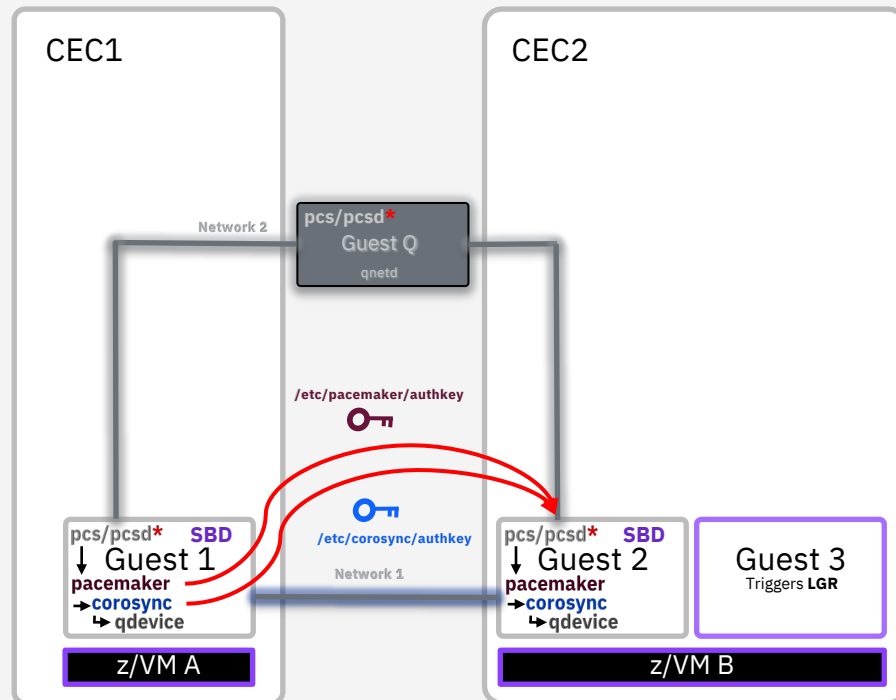 CEC1
CEC2
Network 2
pcs/pcsd*
Guest Q
qnetd
/etc/pacemaker/authkey
/etc/corosync/authkey
Network 1
pcs/pcsd* SBD
Guest 1
pacemaker
corosync
qdevice
z/VM A
pcs/pcsd* SBD
Guest 2
pacemaker
corosync
qdevice
Guest 3
Triggers LGR
z/VM B